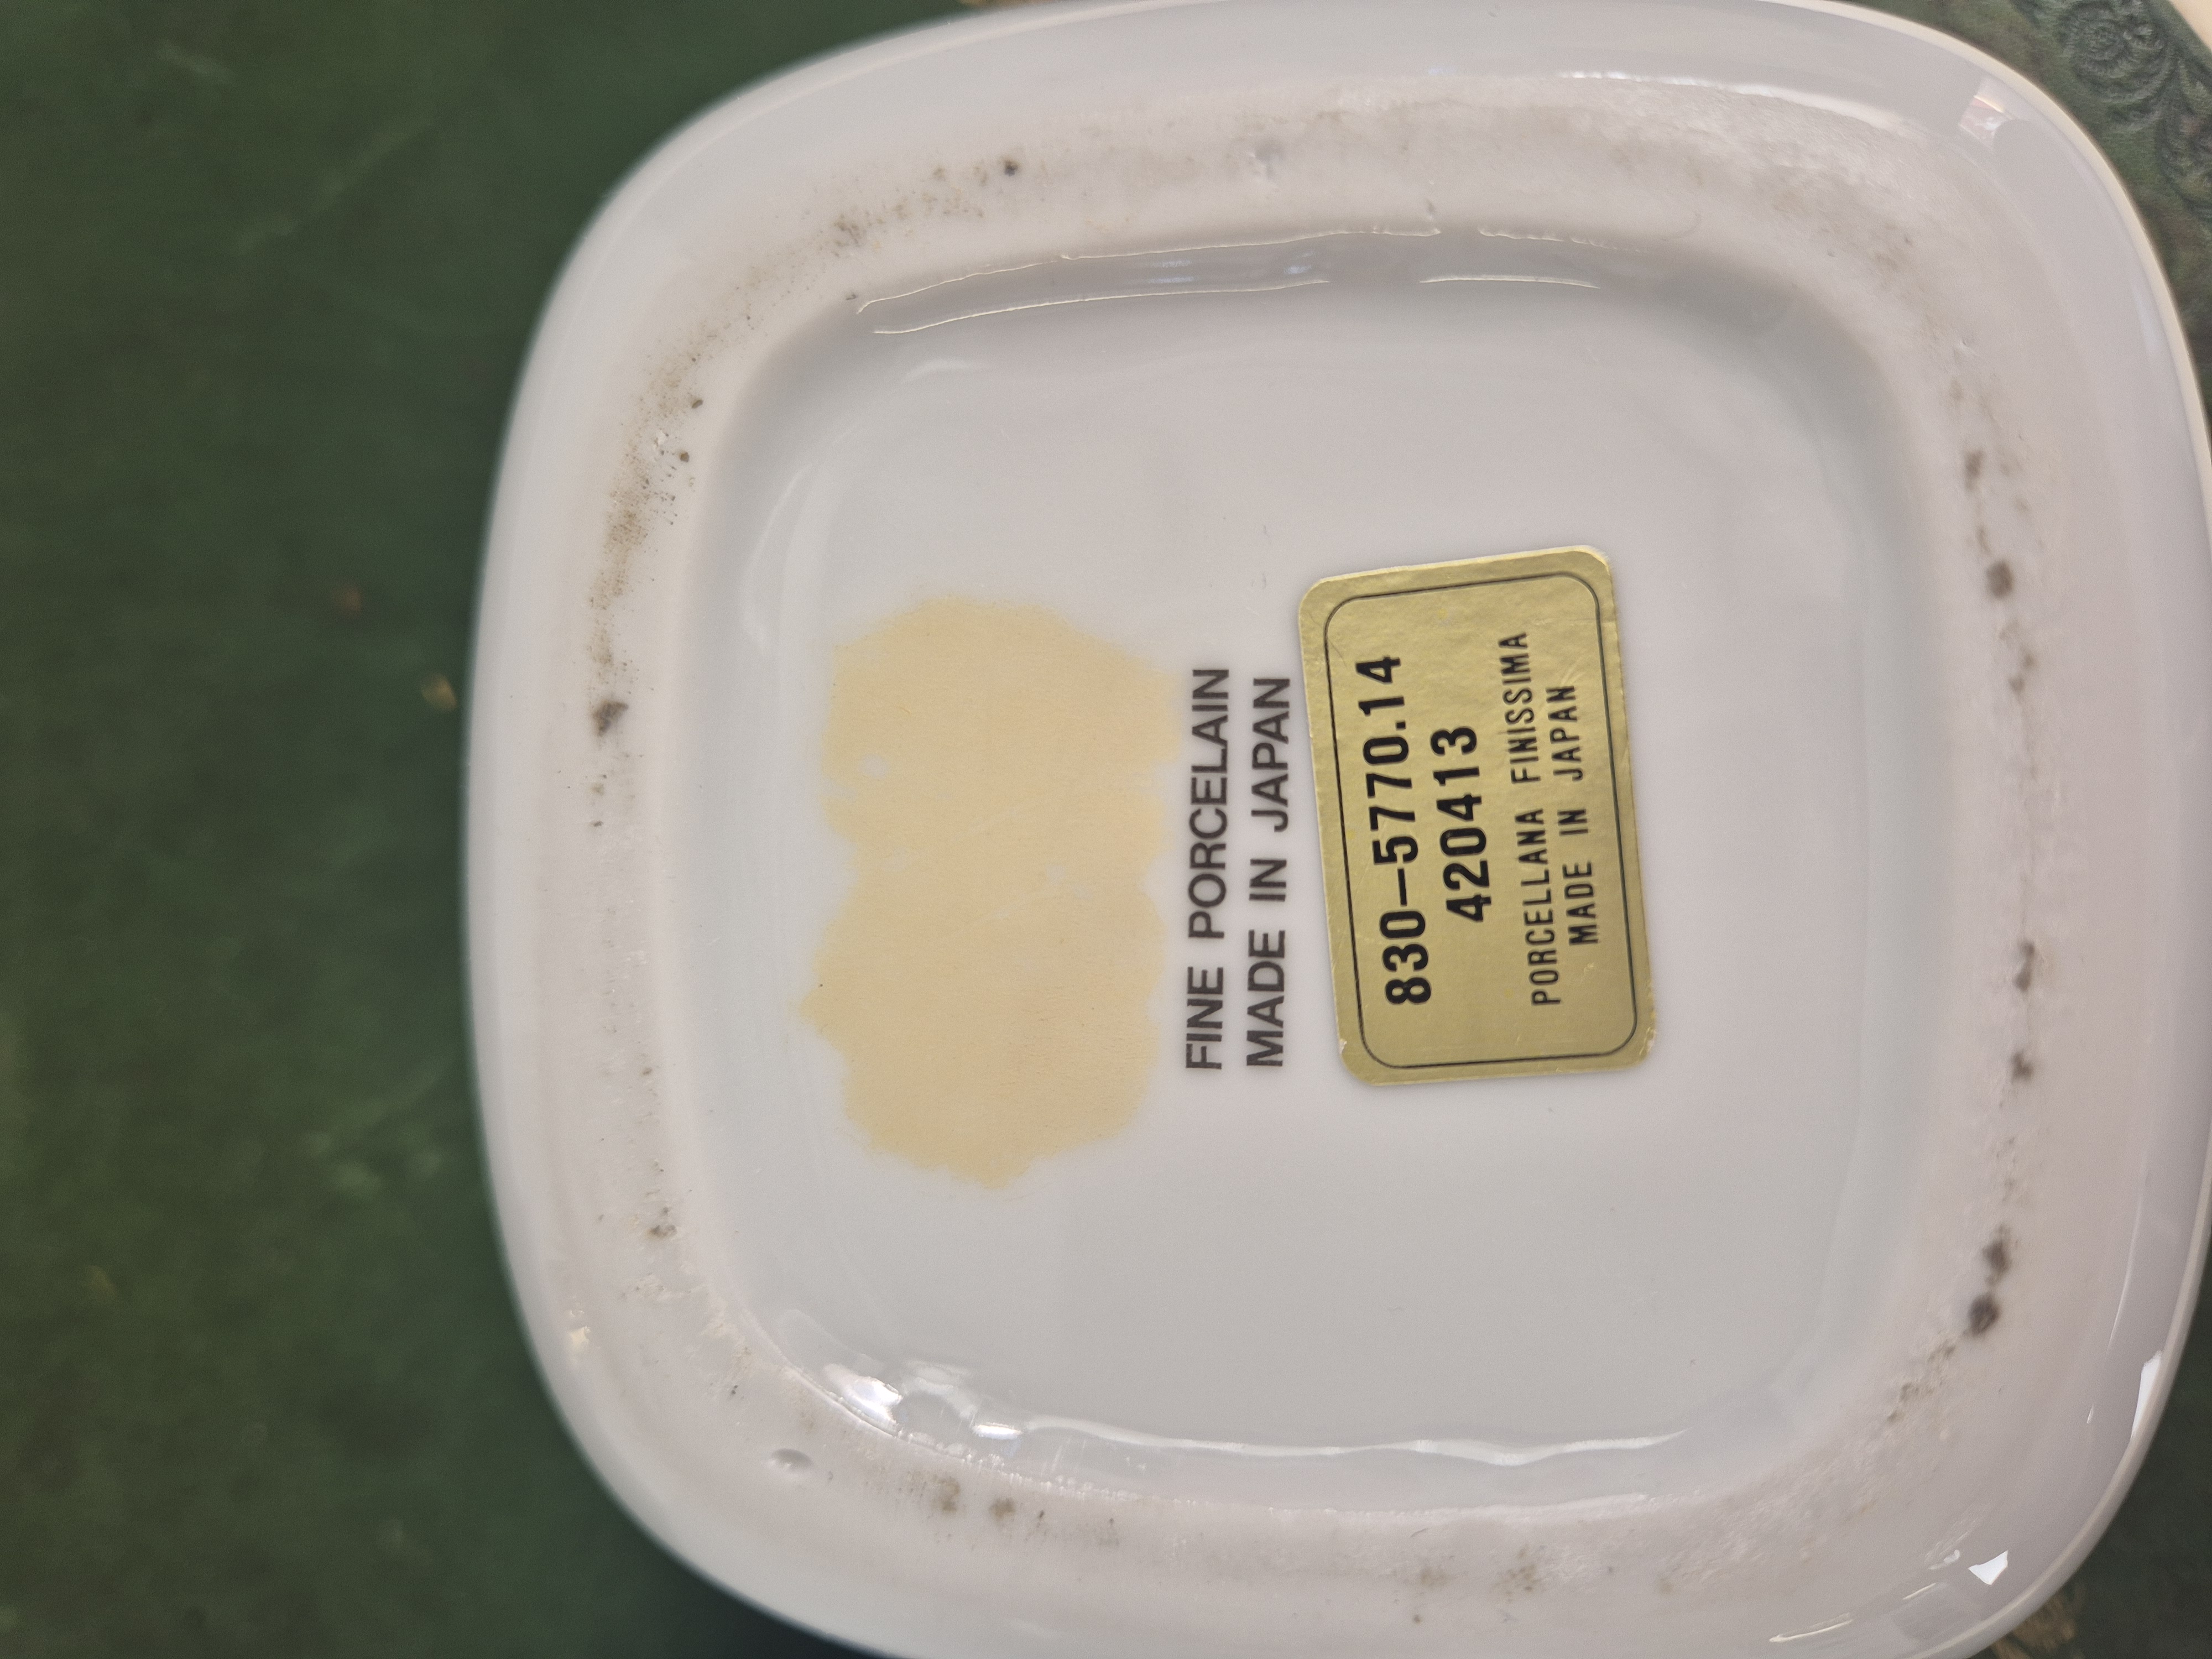 FINE PORCELAIN
MADE IN JAPAN
830-5770.14
420413
PORCELLANA FINISSIMA
MADE IN JAPAN